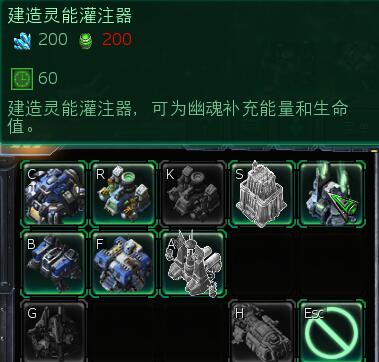 建造灵能灌注器
200 200
60
建造灵能灌注器，可为幽魂补充能量和生命
值。
C R K S
B F A
G H Esc